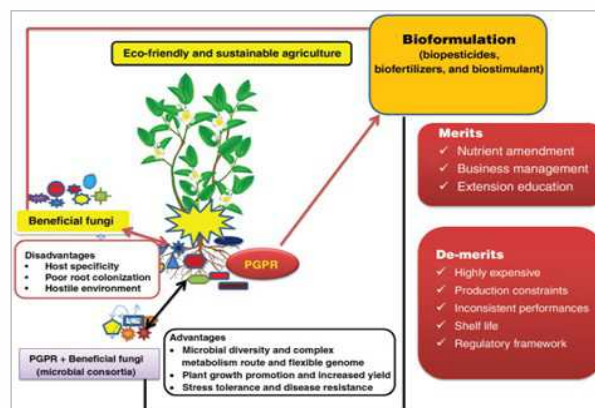 Eco-friendly and sustainable agriculture
Bioformulation
(biopesticides,
biofertilizers, and biostimulant)
Merits
✓ Nutrient amendment
✓ Business management
✓ Extension education
Beneficial fungi
PGPR
Disadvantages
• Host specificity
• Poor root colonization
• Hostile environment
De-merits
✓ Highly expensive
✓ Production constraints
✓ Inconsistent performances
✓ Shelf life
✓ Regulatory framework
PGPR + Beneficial fungi
(microbial consortia)
Advantages
• Microbial diversity and complex
metabolism route and flexible genome
• Plant growth promotion and increased yield
• Stress tolerance and disease resistance